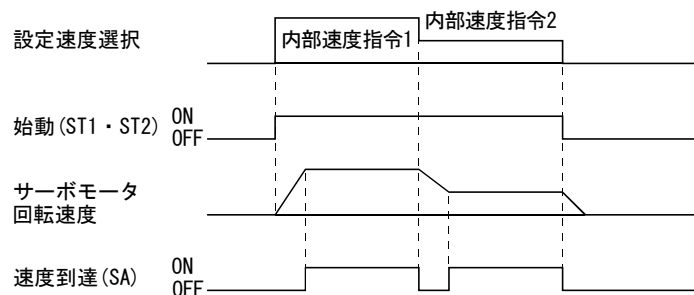 内部速度指令2
設定速度選択
内部速度指令1
始動(ST1・ST2)
ON
OFF
サーボモータ
回転速度
速度到達(SA)
ON
OFF